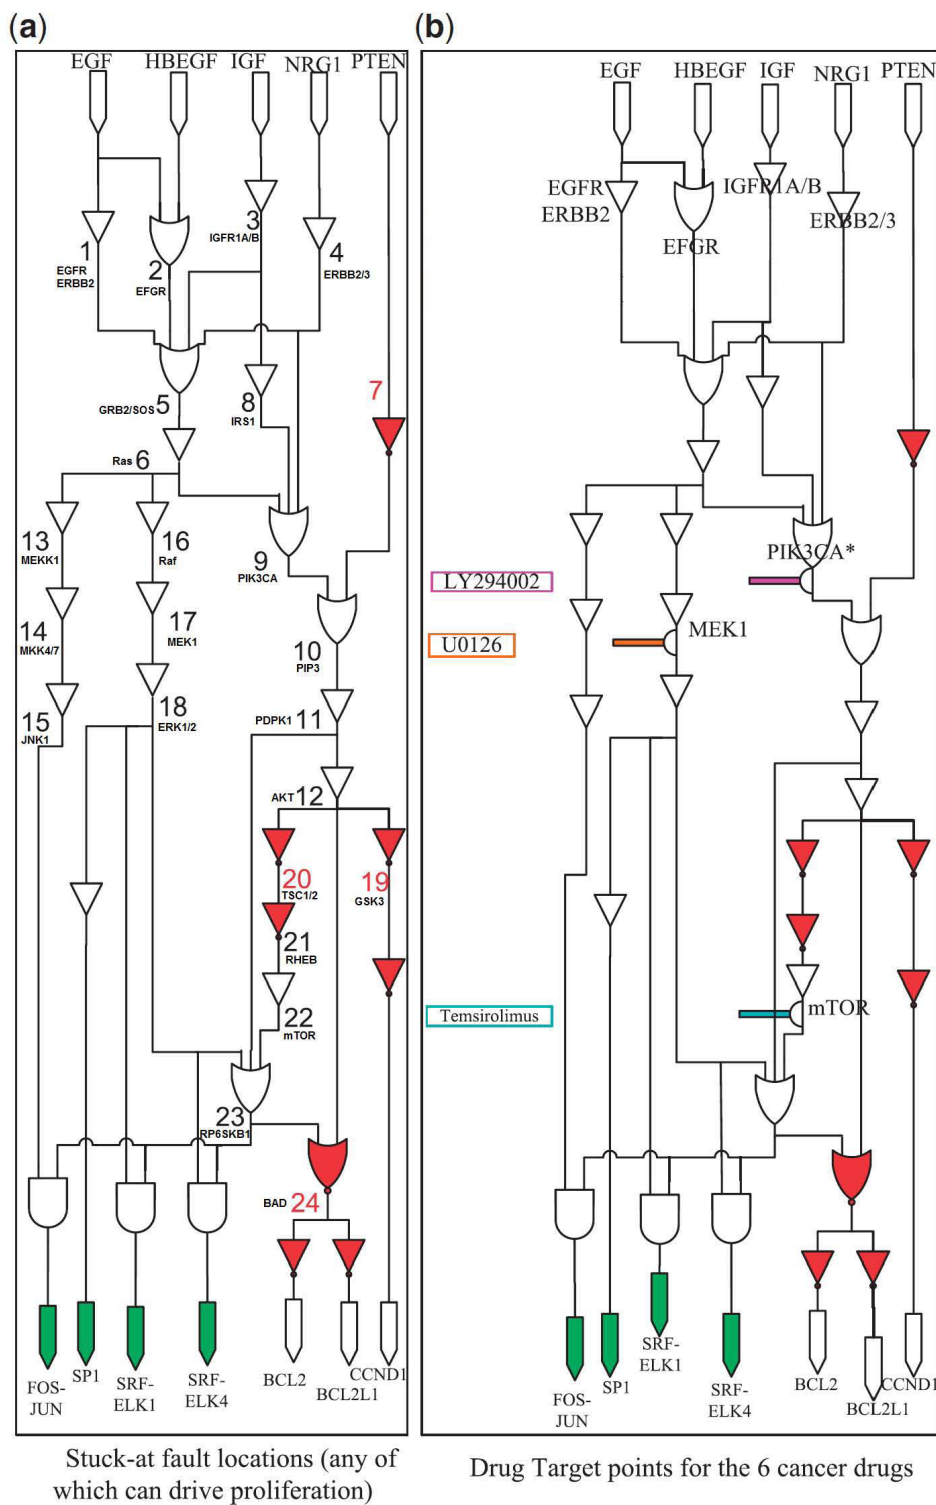 (a)
EGF HBEGF IGF NRG1 PTEN
1
EGFR
ERBB2
2
EFGR
3
IGFR1A/B
4
ERBB2/3
GRB2/SOS 5
8
IRS1
7
Ras 6
13
MEKK1
16
Raf
9
PIK3CA
14
MKK4/7
17
MEK1
10
PIP3
15
JNK1
18
ERK1/2
PDPK1 11
AKT 12
20
TSC1/2
19
GSK3
21
RHEB
22
mTOR
23
RP6SKB1
BAD 24
FOS-
JUN
SP1
SRF-
ELK1
SRF-
ELK4
BCL2
BCL2L1
CCND1
Stuck-at fault locations (any of
which can drive proliferation)
(b)
EGF HBEGF IGF NRG1 PTEN
EGFR
ERBB2
EFGR
IGFR1A/B
ERBB2/3
PIK3CA*
LY294002
MEK1
U0126
Temsirolimus
mTOR
FOS-
JUN
SP1
SRF-
ELK1
SRF-
ELK4
BCL2
BCL2L1
CCND1
Drug Target points for the 6 cancer drugs